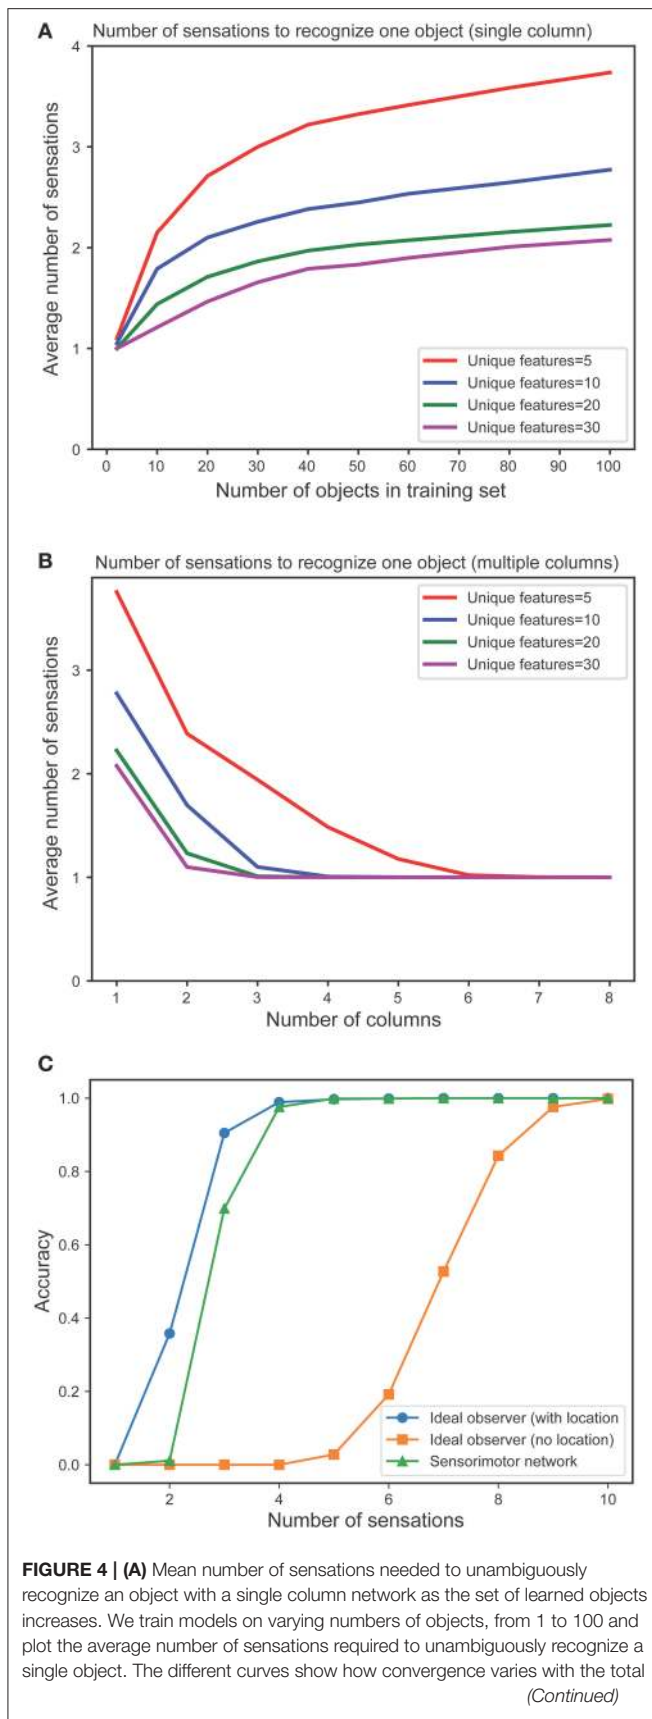 A
Number of sensations to recognize one object (single column)
4
3
2
1
0
Average number of sensations
Unique features=5
Unique features=10
Unique features=20
Unique features=30
0 10 20 30 40 50 60 70 80 90 100
Number of objects in training set
B
Number of sensations to recognize one object (multiple columns)
3
2
1
0
Average number of sensations
Unique features=5
Unique features=10
Unique features=20
Unique features=30
1 2 3 4 5 6 7 8
Number of columns
C
1.0
0.8
0.6
0.4
0.2
0.0
Accuracy
Ideal observer (with location
Ideal observer (no location)
Sensorimotor network
2 4 6 8 10
Number of sensations
FIGURE 4 | (A) Mean number of sensations needed to unambiguously
recognize an object with a single column network as the set of learned objects
increases. We train models on varying numbers of objects, from 1 to 100 and
plot the average number of sensations required to unambiguously recognize a
single object. The different curves show how convergence varies with the total
(Continued)